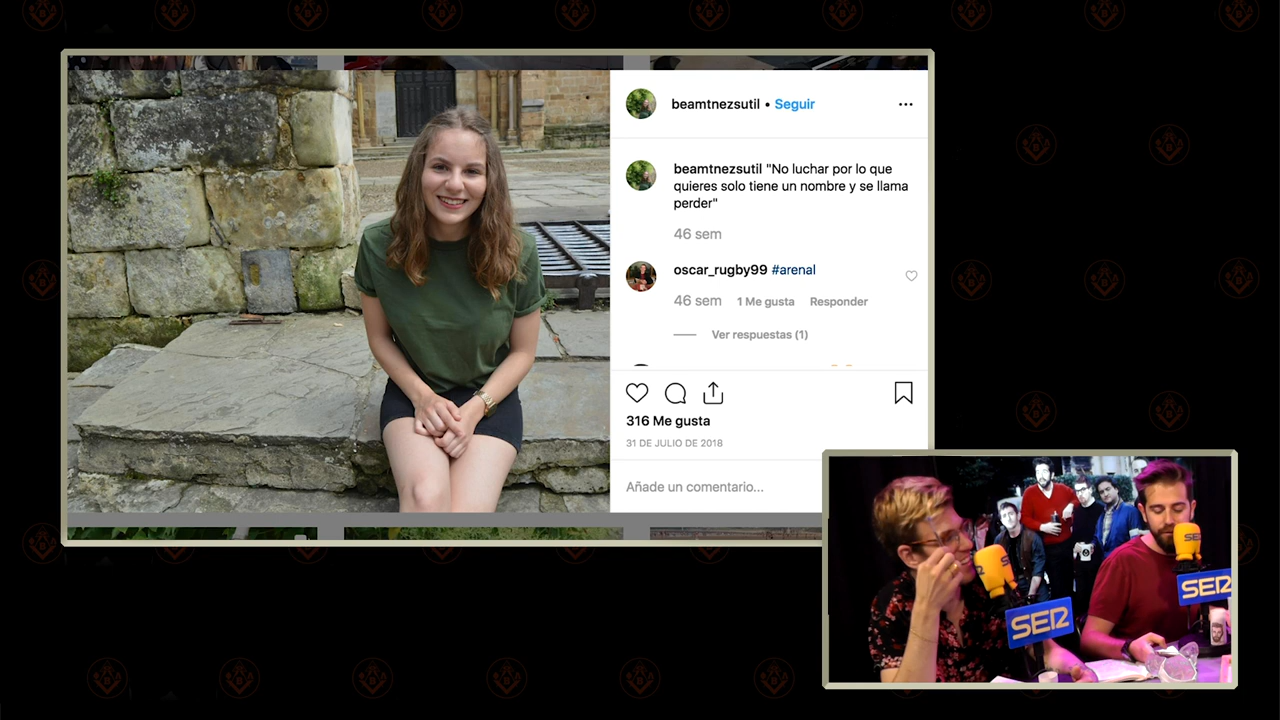 beamtnezsutil • Seguir
beamtnezsutil "No luchar por lo que
quieres solo tiene un nombre y se llama
perder"
46 sem
oscar_rugby99 #arenal
46 sem 1 Me gusta Responder
Ver respuestas (1)
316 Me gusta
31 DE JULIO DE 2018
Añade un comentario...
SER
SER
SER